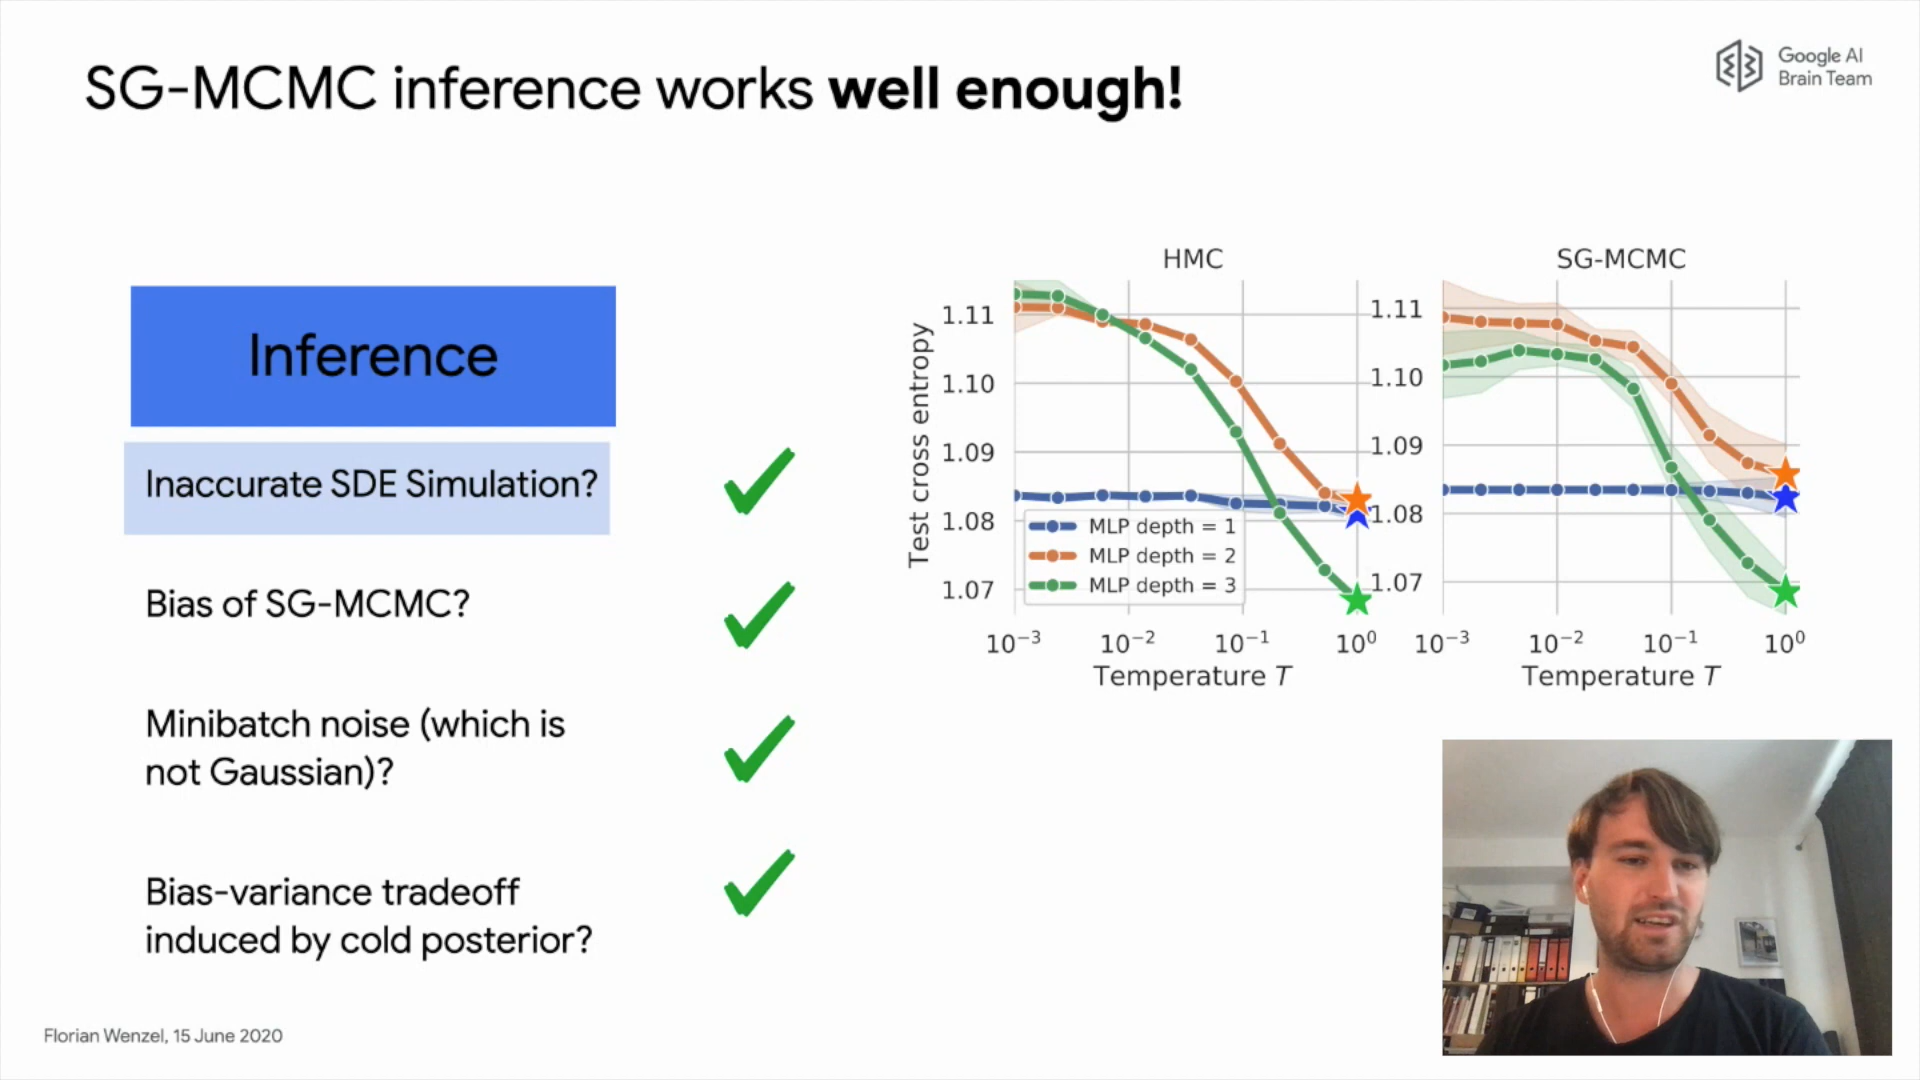 SG-MCMC inference works well enough!
Google AI
Brain Team
Inference
Inaccurate SDE Simulation?
Bias of SG-MCMC?
Minibatch noise (which is
not Gaussian)?
Bias-variance tradeoff
induced by cold posterior?
HMC
Test cross entropy
1.11
1.10
1.09
1.08
1.07
MLP depth = 1
MLP depth = 2
MLP depth = 3
10⁻³ 10⁻² 10⁻¹ 10⁰
Temperature T
SG-MCMC
1.11
1.10
1.09
1.08
1.07
10⁻³ 10⁻² 10⁻¹ 10⁰
Temperature T
Florian Wenzel, 15 June 2020